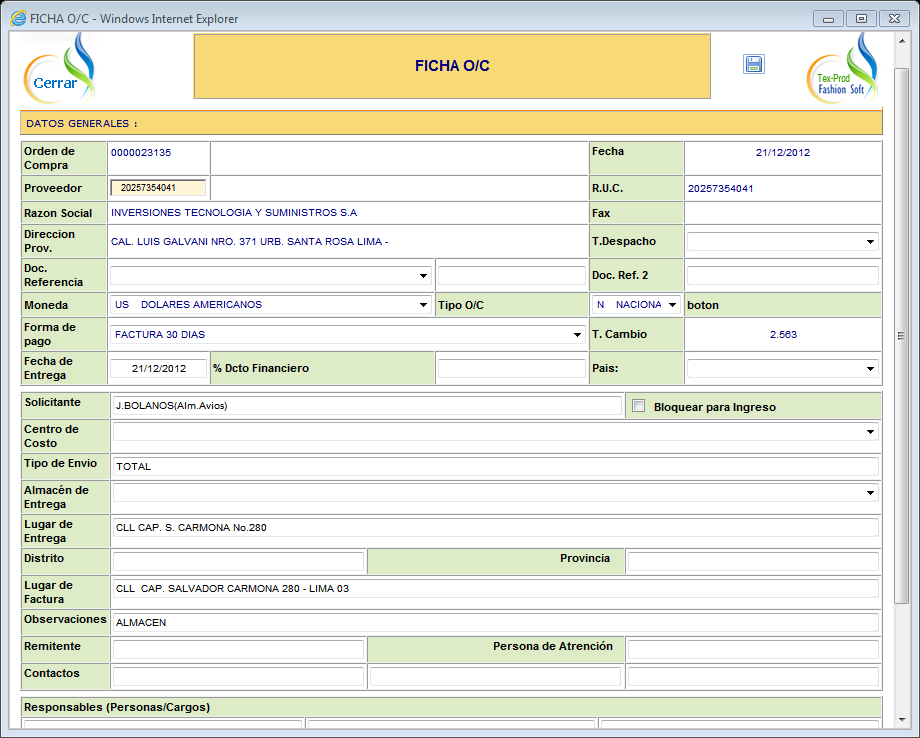 FICHA O/C - Windows Internet Explorer
Cerrar
FICHA O/C
Tex-Prod
Fashion Soft
DATOS GENERALES :
Orden de
Compra
0000023135
Fecha
21/12/2012
Proveedor
20257354041
R.U.C.
20257354041
Razon Social
INVERSIONES TECNOLOGIA Y SUMINISTROS S.A
Fax
Direccion
Prov.
CAL. LUIS GALVANI NRO. 371 URB. SANTA ROSA LIMA -
T.Despacho
Doc.
Referencia
Doc. Ref. 2
Moneda
US DOLARES AMERICANOS
Tipo O/C
N NACIONA
boton
Forma de
pago
FACTURA 30 DIAS
T. Cambio
2.563
Fecha de
Entrega
21/12/2012
% Dcto Financiero
Pais:
Solicitante
J.BOLANOS(Alm.Avios)
Bloquear para Ingreso
Centro de
Costo
Tipo de Envio
TOTAL
Almacén de
Entrega
Lugar de
Entrega
CLL CAP. S. CARMONA No.280
Distrito
Provincia
Lugar de
Factura
CLL CAP. SALVADOR CARMONA 280 - LIMA 03
Observaciones
ALMACEN
Remitente
Persona de Atrención
Contactos
Responsables (Personas/Cargos)